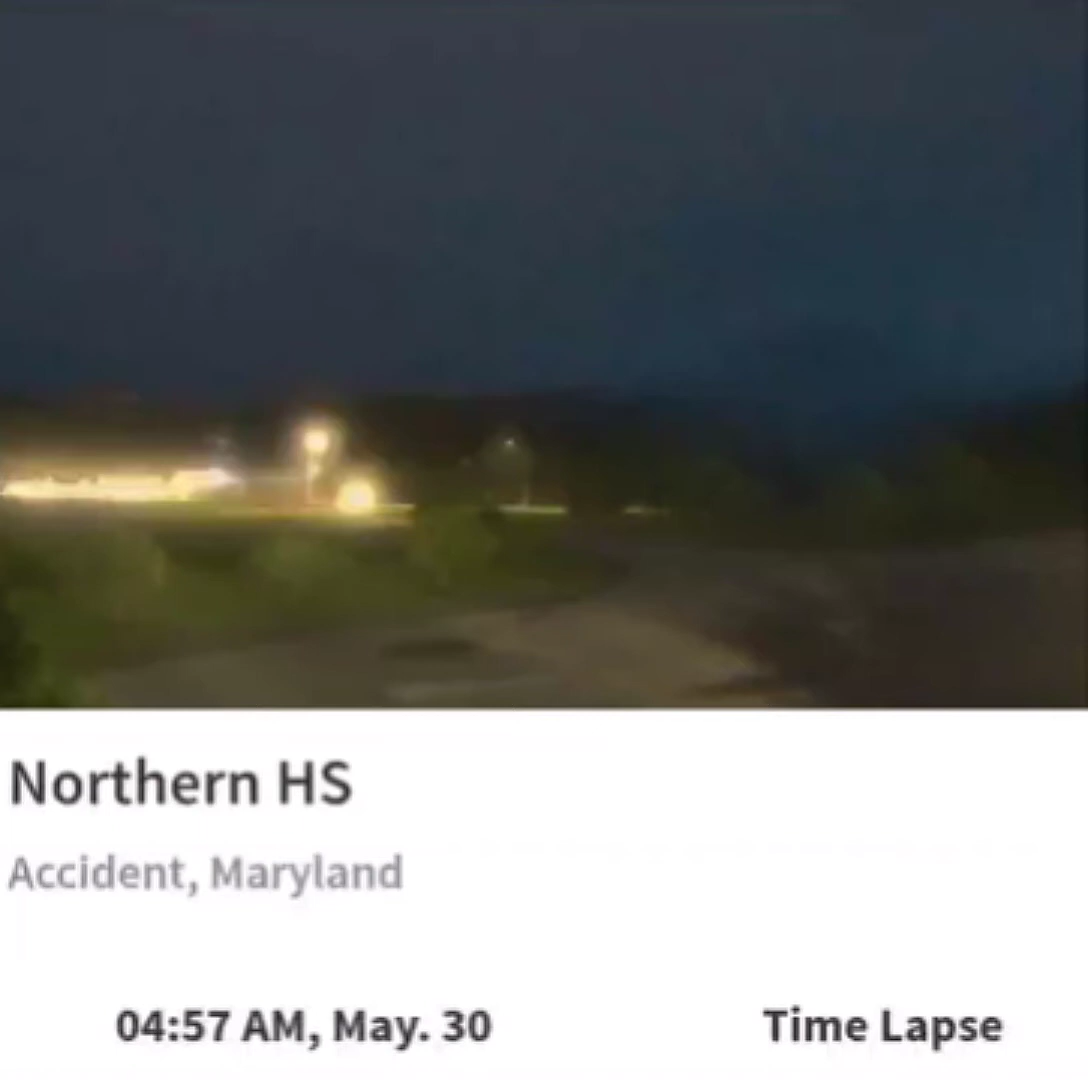 Northern HS
Accident, Maryland
04:57 AM, May. 30
Time Lapse